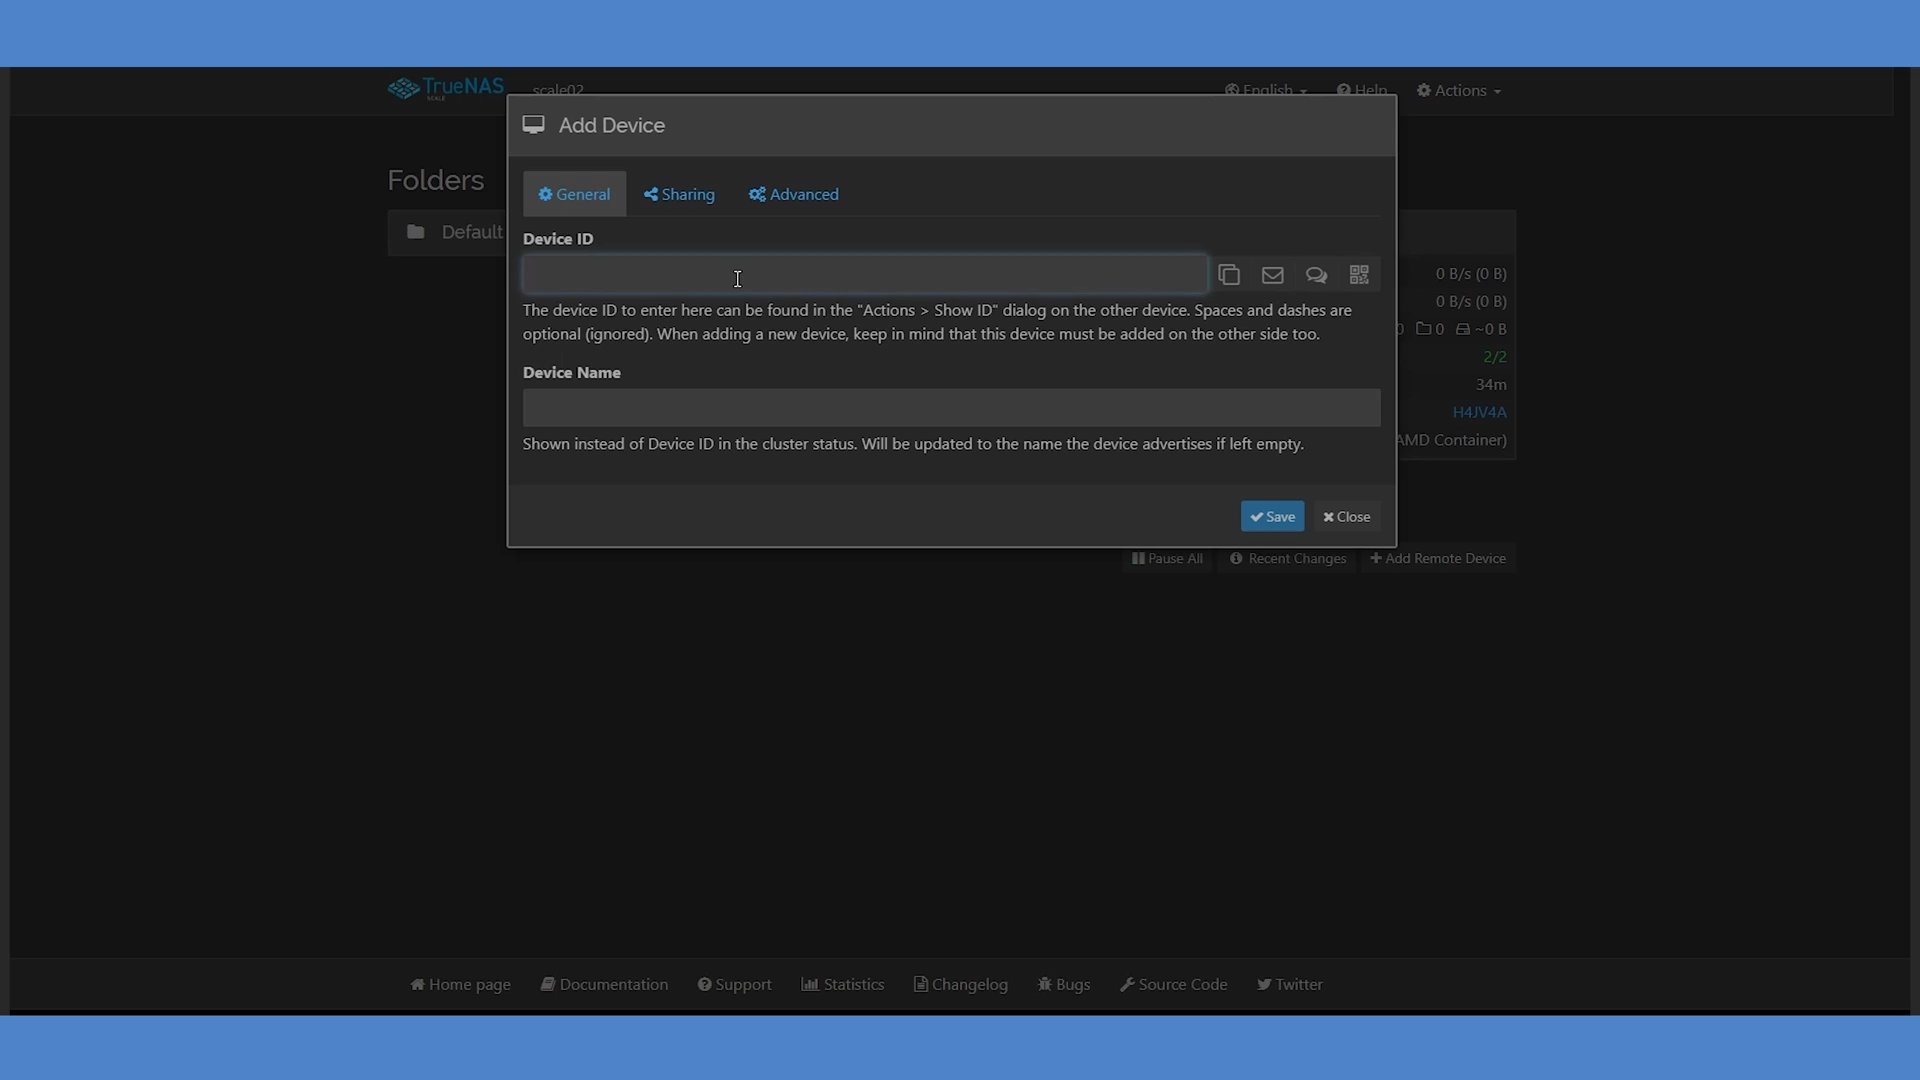 TrueNAS
SCALE
scale02
English
Help
Actions
Add Device
Folders
General
Sharing
Advanced
Default
Device ID
0 B/s (0 B)
0 B/s (0 B)
The device ID to enter here can be found in the "Actions > Show ID" dialog on the other device. Spaces and dashes are
optional (ignored). When adding a new device, keep in mind that this device must be added on the other side too.
0 0 ~0 B
2/2
Device Name
34m
H4JV4A
Shown instead of Device ID in the cluster status. Will be updated to the name the device advertises if left empty.
AMD Container)
Save
Close
Pause All
Recent Changes
Add Remote Device
Home page
Documentation
Support
Statistics
Changelog
Bugs
Source Code
Twitter